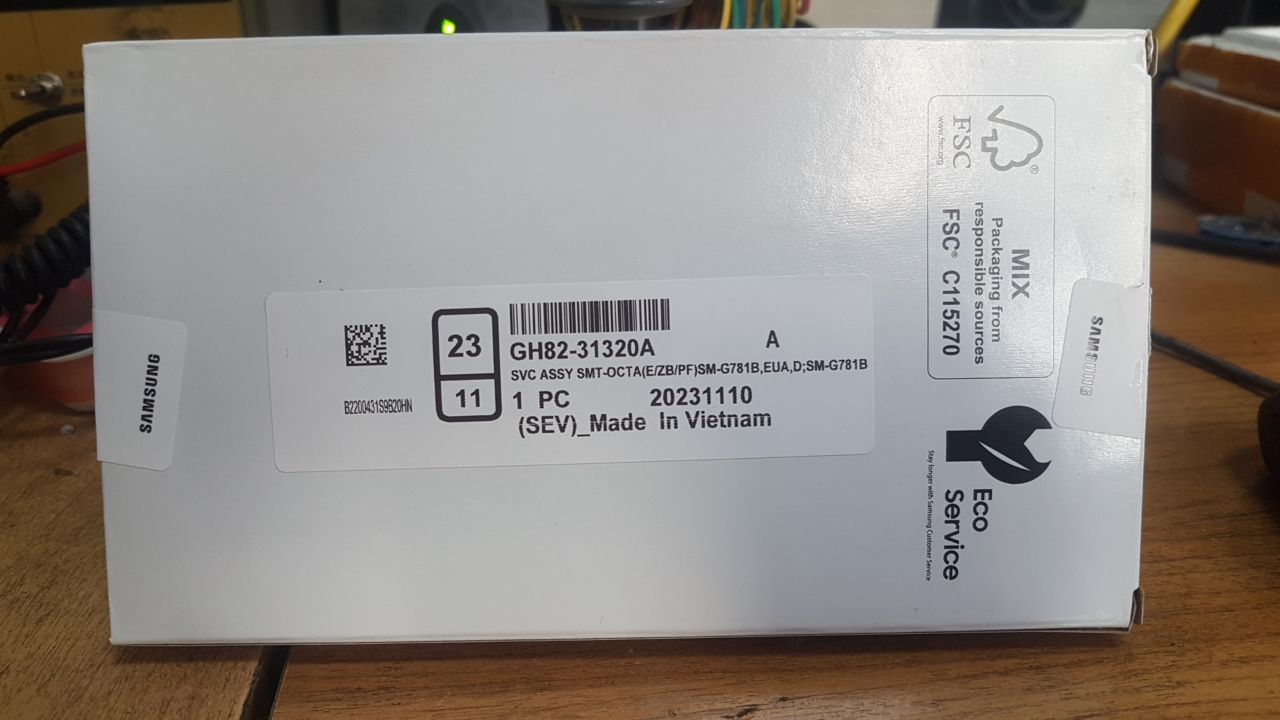 SAMSUNG
B2200431S9B20HN
23
11
GH82-31320A
A
SVC ASSY SMT-OCTA(E/ZB/PF)SM-G781B,EUA,D;SM-G781B
1 PC 20231110
(SEV)_Made In Vietnam
FSC
www.fsc.org
MIX
Packaging from
responsible sources
FSC® C115270
SAMSUNG
Eco
Service
Stay longer with Samsung Customer Service